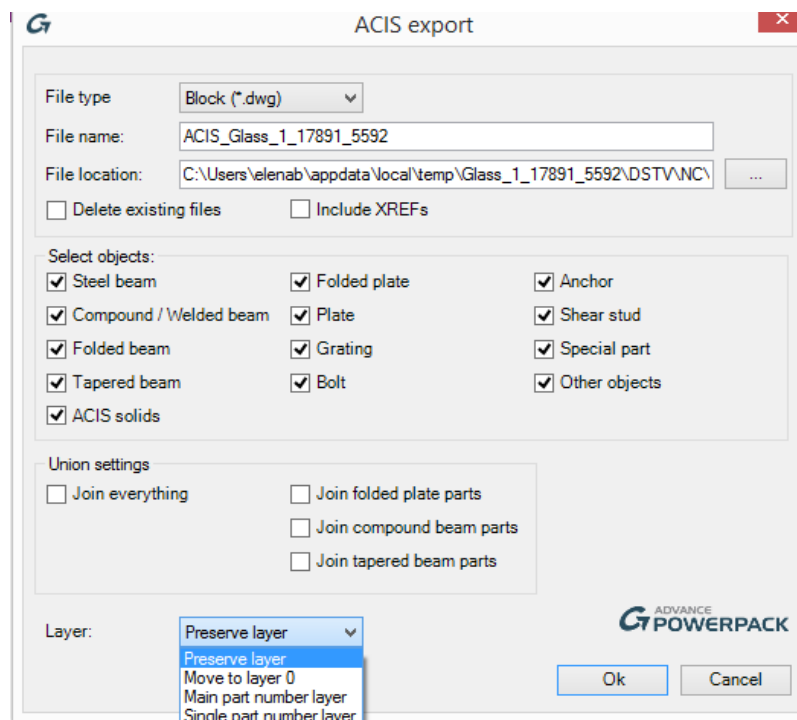 ACIS export
File type Block (*.dwg)
File name: ACIS_Glass_1_17891_5592
File location: C:\Users\elenab\appdata\local\temp\Glass_1_17891_5592\DSTV\NC\ ...
Delete existing files Include XREFs
Select objects:
Steel beam Folded plate Anchor
Compound / Welded beam Plate Shear stud
Folded beam Grating Special part
Tapered beam Bolt Other objects
ACIS solids
Union settings
Join everything Join folded plate parts
Join compound beam parts
Join tapered beam parts
ADVANCE
POWERPACK
Layer: Preserve layer
Preserve layer
Move to layer 0 Ok Cancel
Main part number layer
Single part number layer